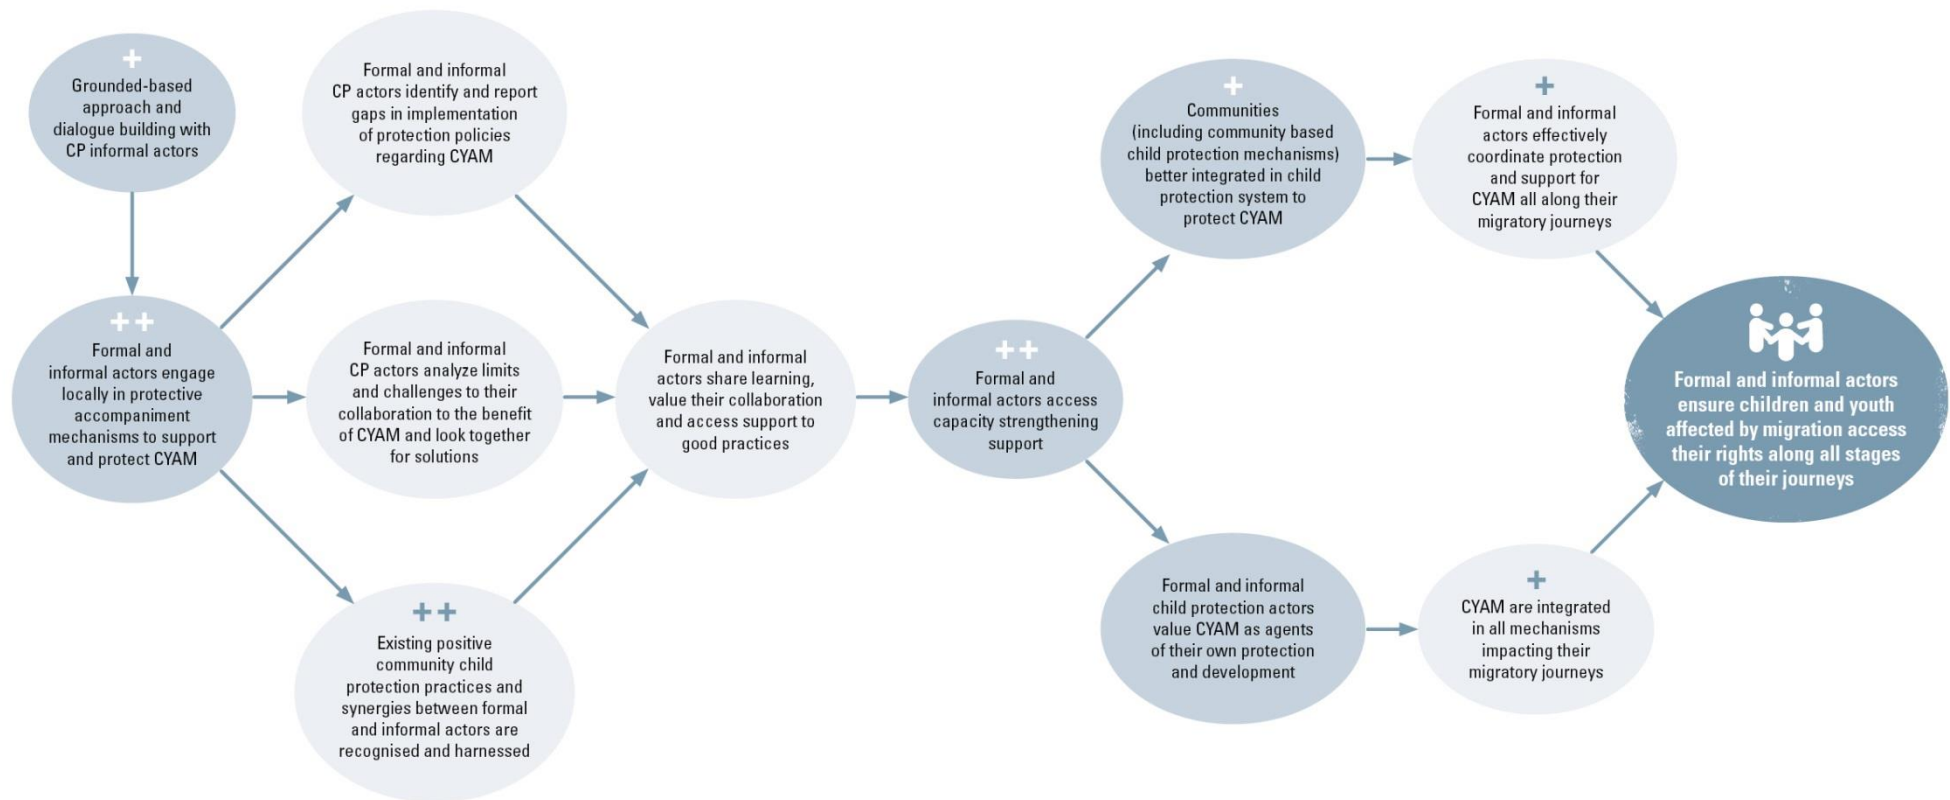 +
Grounded-based
approach and
dialogue building with
CP informal actors
++
Formal and
informal actors engage
locally in protective
accompaniment
mechanisms to support
and protect CYAM
Formal and informal
CP actors identify and report
gaps in implementation
of protection policies
regarding CYAM
Formal and informal
CP actors analyze limits
and challenges to their
collaboration to the benefit
of CYAM and look together
for solutions
++
Existing positive
community child
protection practices and
synergies between formal
and informal actors are
recognised and harnessed
Formal and informal
actors share learning,
value their collaboration
and access support to
good practices
++
Formal and
informal actors access
capacity strengthening
support
+
Communities
(including community based
child protection mechanisms)
better integrated in child
protection system to
protect CYAM
+
Formal and informal
actors effectively
coordinate protection
and support for
CYAM all along their
migratory journeys
Formal and informal
child protection actors
value CYAM as agents
of their own protection
and development
+
CYAM are integrated
in all mechanisms
impacting their
migratory journeys
Formal and informal actors
ensure children and youth
affected by migration access
their rights along all stages
of their journeys